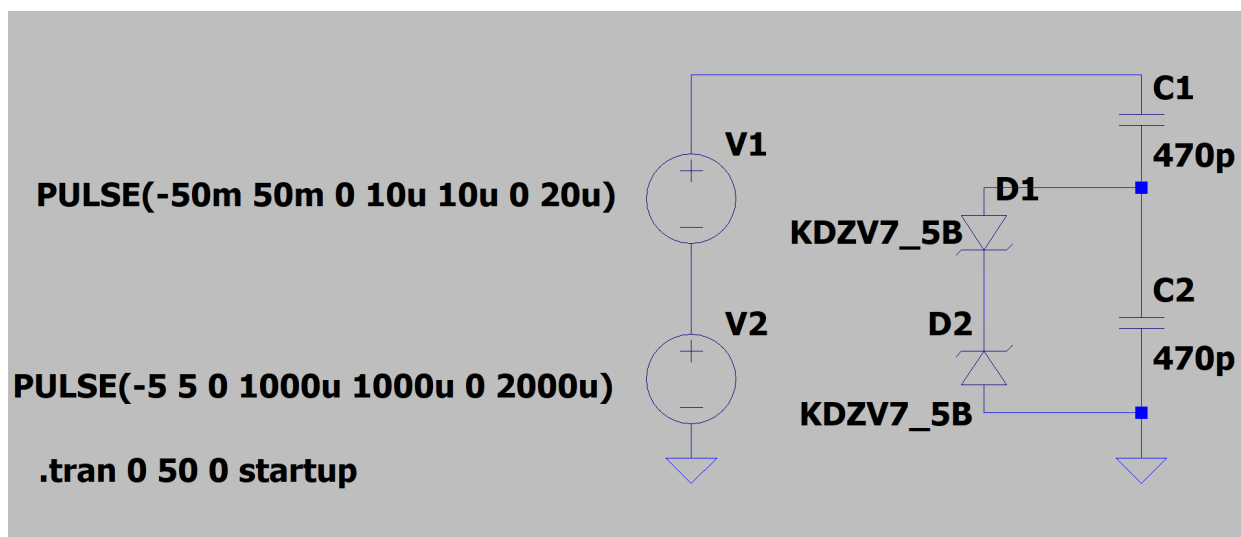 C1
470p
V1
PULSE(-50m 50m 0 10u 10u 0 20u)
D1
KDZV7_5B
C2
470p
V2
D2
PULSE(-5 5 0 1000u 1000u 0 2000u)
KDZV7_5B
.tran 0 50 0 startup